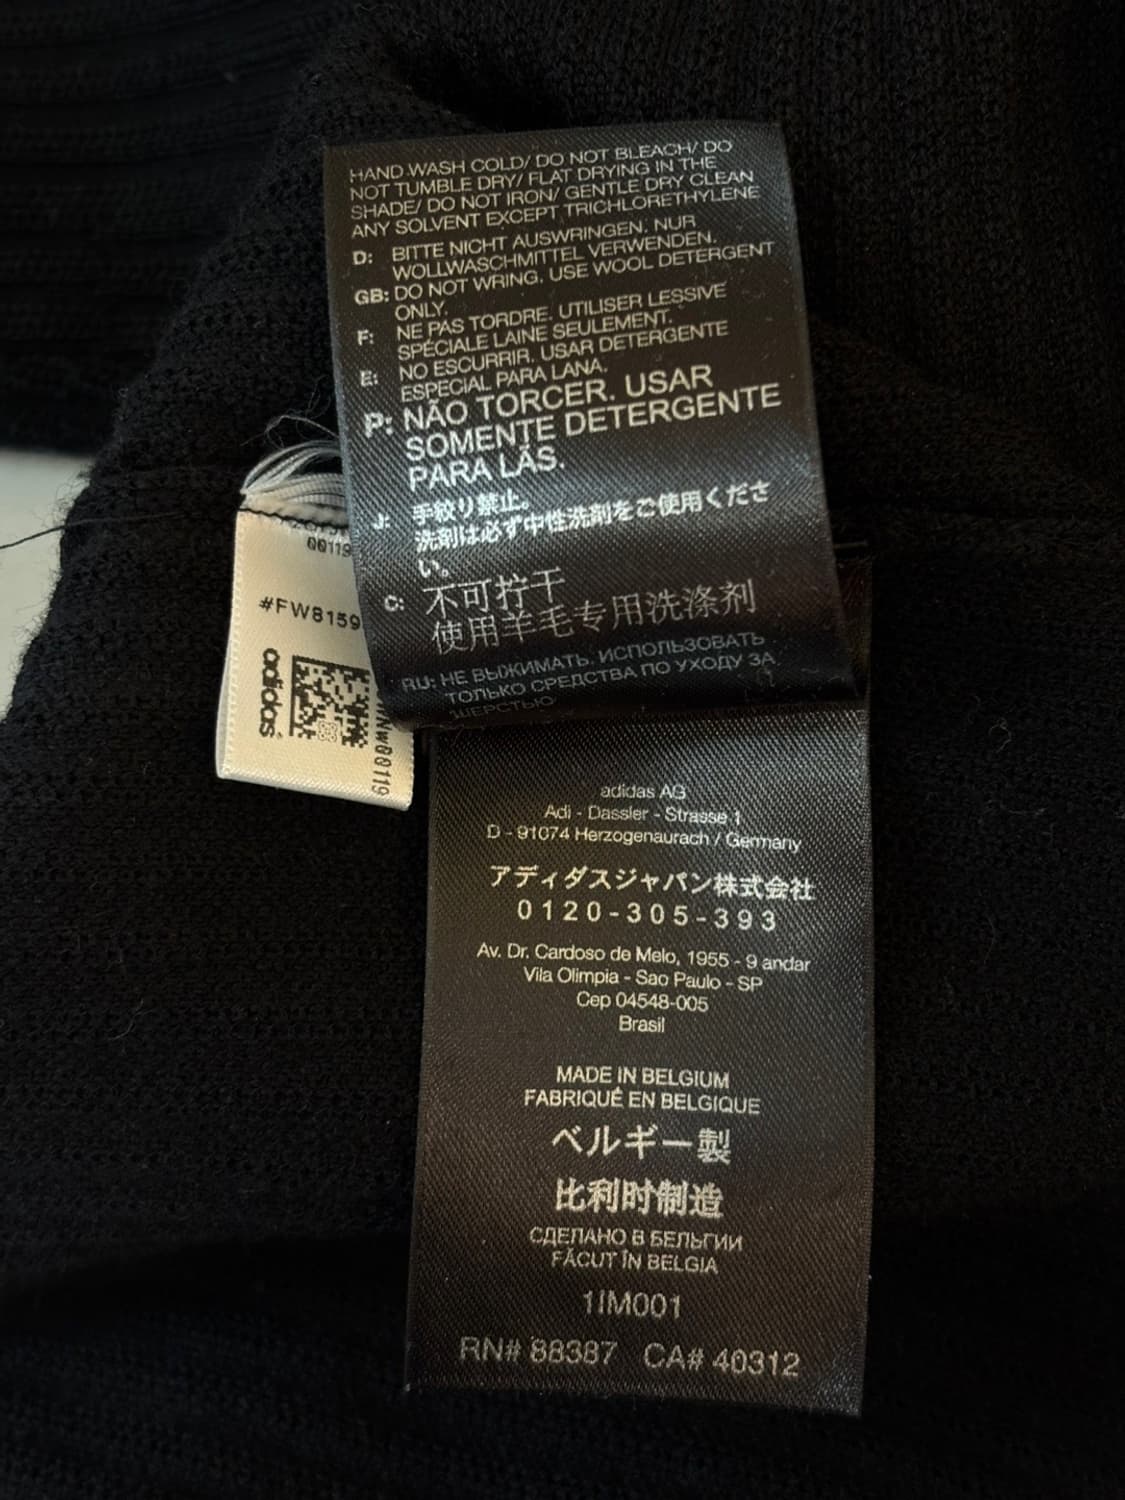 HAND WASH COLD/ DO NOT BLEACH/ DO
NOT TUMBLE DRY/ FLAT DRYING IN THE
SHADE/ DO NOT IRON/ GENTLE DRY CLEAN
ANY SOLVENT EXCEPT TRICHLORETHYLENE
D: BITTE NICHT AUSWRINGEN. NUR
WOLLWASCHMITTEL VERWENDEN.
GB: DO NOT WRING. USE WOOL DETERGENT
ONLY.
F: NE PAS TORDRE. UTILISER LESSIVE
SPÉCIALE LAINE SEULEMENT.
E: NO ESCURRIR. USAR DETERGENTE
ESPECIAL PARA LANA.
P: NÃO TORCER. USAR
SOMENTE DETERGENTE
PARA LÃS.
J: 手絞り禁止。
洗剤は必ず中性洗剤をご使用くださ
い。
C: 不可拧干
使用羊毛专用洗涤剂
RU: НЕ ВЫЖИМАТЬ. ИСПОЛЬЗОВАТЬ
ТОЛЬКО СРЕДСТВА ПО УХОДУ ЗА
ШЕРСТЬЮ
00119
#FW8159
adidas
NW00119
adidas AG
Adi - Dassler - Strasse 1
D - 91074 Herzogenaurach / Germany
アディダスジャパン株式会社
0120-305-393
Av. Dr. Cardoso de Melo, 1955 - 9 andar
Vila Olimpia - Sao Paulo - SP
Cep 04548-005
Brasil
MADE IN BELGIUM
FABRIQUÉ EN BELGIQUE
ベルギー製
比利时制造
СДЕЛАНО В БЕЛЬГИИ
FĂCUT ÎN BELGIA
1IM001
RN# 88387 CA# 40312